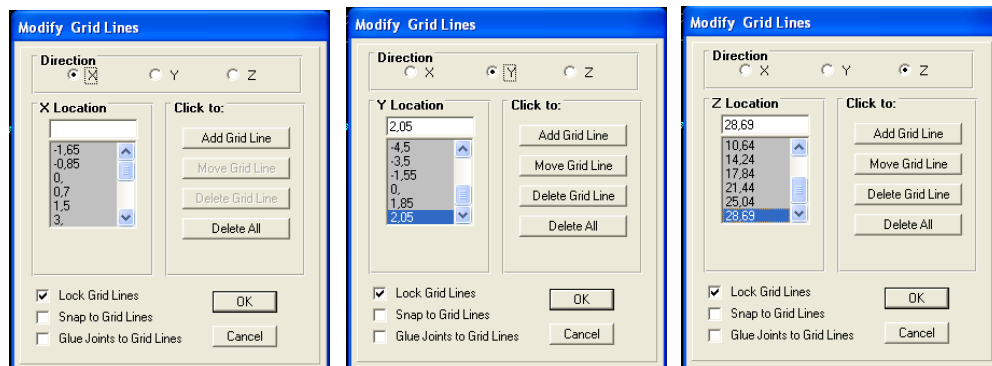 Modify Grid Lines
Direction
X Y Z
X Location
Click to:
-1,65
-0,85
0,
0,7
1,5
3,
Add Grid Line
Move Grid Line
Delete Grid Line
Delete All
Lock Grid Lines
Snap to Grid Lines
Glue Joints to Grid Lines
OK
Cancel
Modify Grid Lines
Direction
X Y Z
Y Location
Click to:
2,05
-4,5
-3,5
-1,55
0,
1,85
2,05
Add Grid Line
Move Grid Line
Delete Grid Line
Delete All
Lock Grid Lines
Snap to Grid Lines
Glue Joints to Grid Lines
OK
Cancel
Modify Grid Lines
Direction
X Y Z
Z Location
Click to:
28,69
10,64
14,24
17,84
21,44
25,04
28,69
Add Grid Line
Move Grid Line
Delete Grid Line
Delete All
Lock Grid Lines
Snap to Grid Lines
Glue Joints to Grid Lines
OK
Cancel